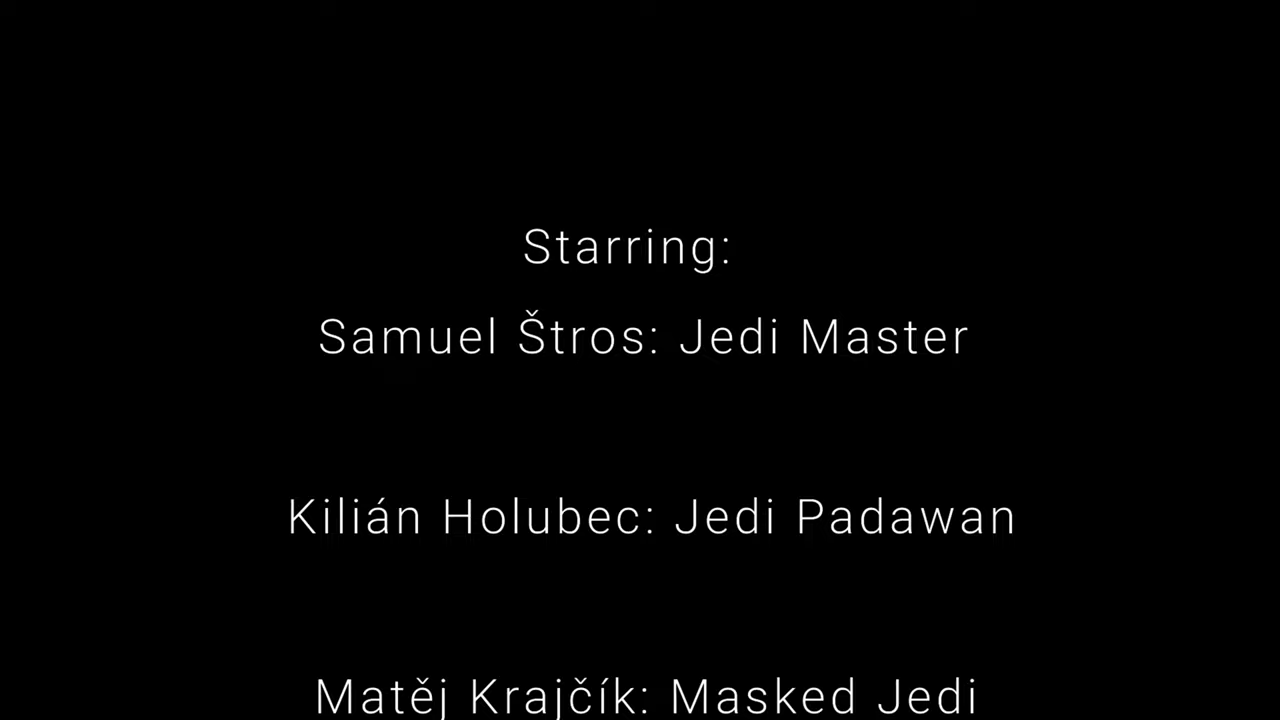 Starring:
Samuel Štros: Jedi Master
Kilián Holubec: Jedi Padawan
Matěj Krajčík: Masked Jedi